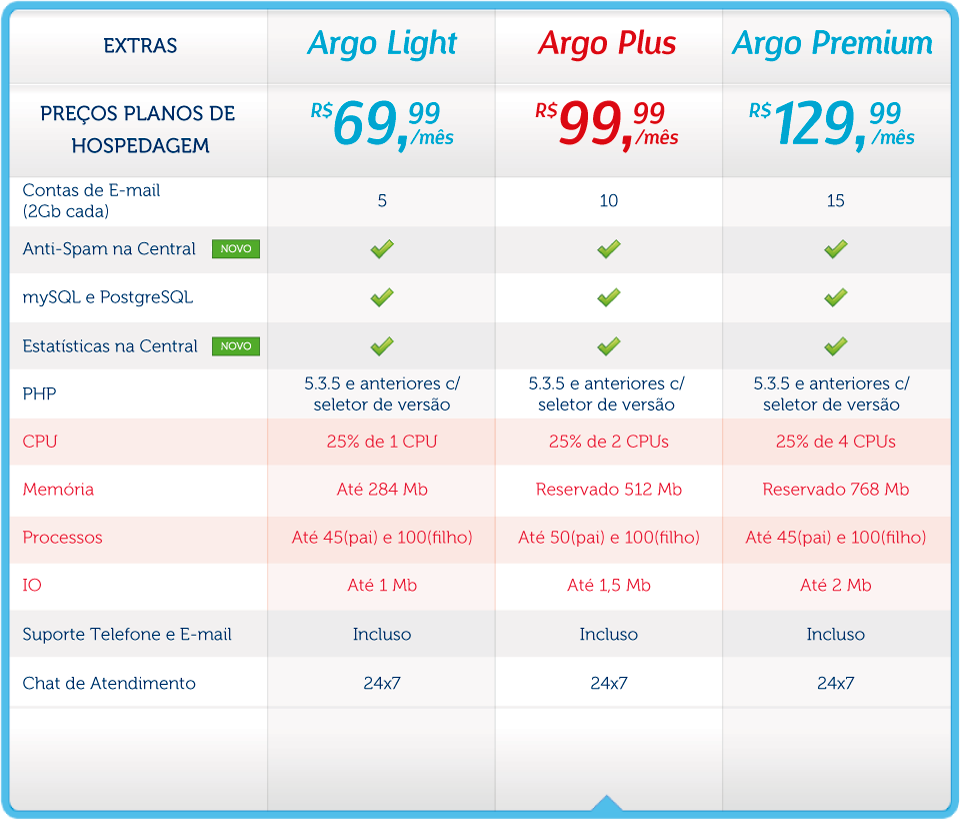 EXTRAS Argo Light Argo Plus Argo Premium
PREÇOS PLANOS DE HOSPEDAGEM R$69,99/mês R$99,99/mês R$129,99/mês
Contas de E-mail
(2Gb cada) 5 10 15
Anti-Spam na Central NOVO
mySQL e PostgreSQL
Estatísticas na Central NOVO
PHP 5.3.5 e anteriores c/ seletor de versão 5.3.5 e anteriores c/ seletor de versão 5.3.5 e anteriores c/ seletor de versão
CPU 25% de 1 CPU 25% de 2 CPUs 25% de 4 CPUs
Memória Até 284 Mb Reservado 512 Mb Reservado 768 Mb
Processos Até 45(pai) e 100(filho) Até 50(pai) e 100(filho) Até 45(pai) e 100(filho)
IO Até 1 Mb Até 1,5 Mb Até 2 Mb
Suporte Telefone e E-mail Incluso Incluso Incluso
Chat de Atendimento 24x7 24x7 24x7